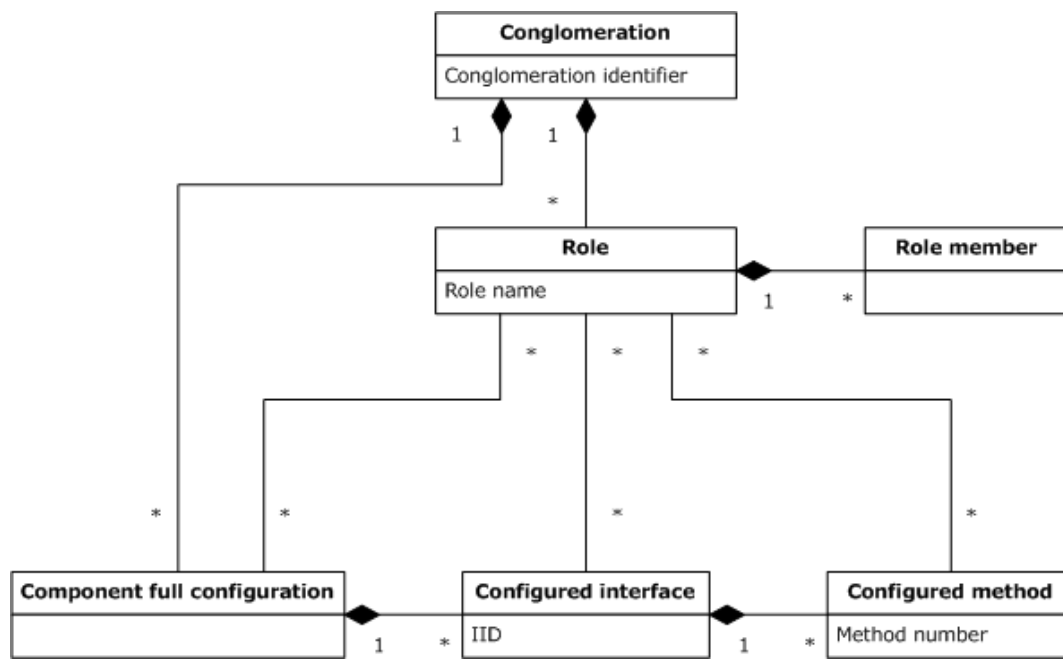 Conglomeration
Conglomeration identifier
1
1
*
Role
Role name
1
*
Role member
*
*
*
*
*
*
*
Component full configuration
1
*
Configured interface
IID
1
*
Configured method
Method number